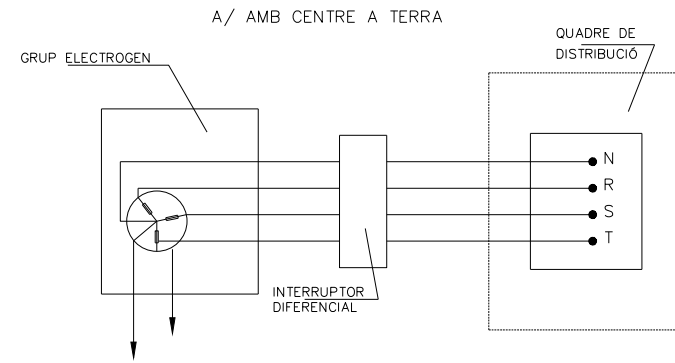 A/ AMB CENTRE A TERRA
QUADRE DE
DISTRIBUCIÓ
GRUP ELECTROGEN
N
R
S
T
INTERRUPTOR
DIFERENCIAL